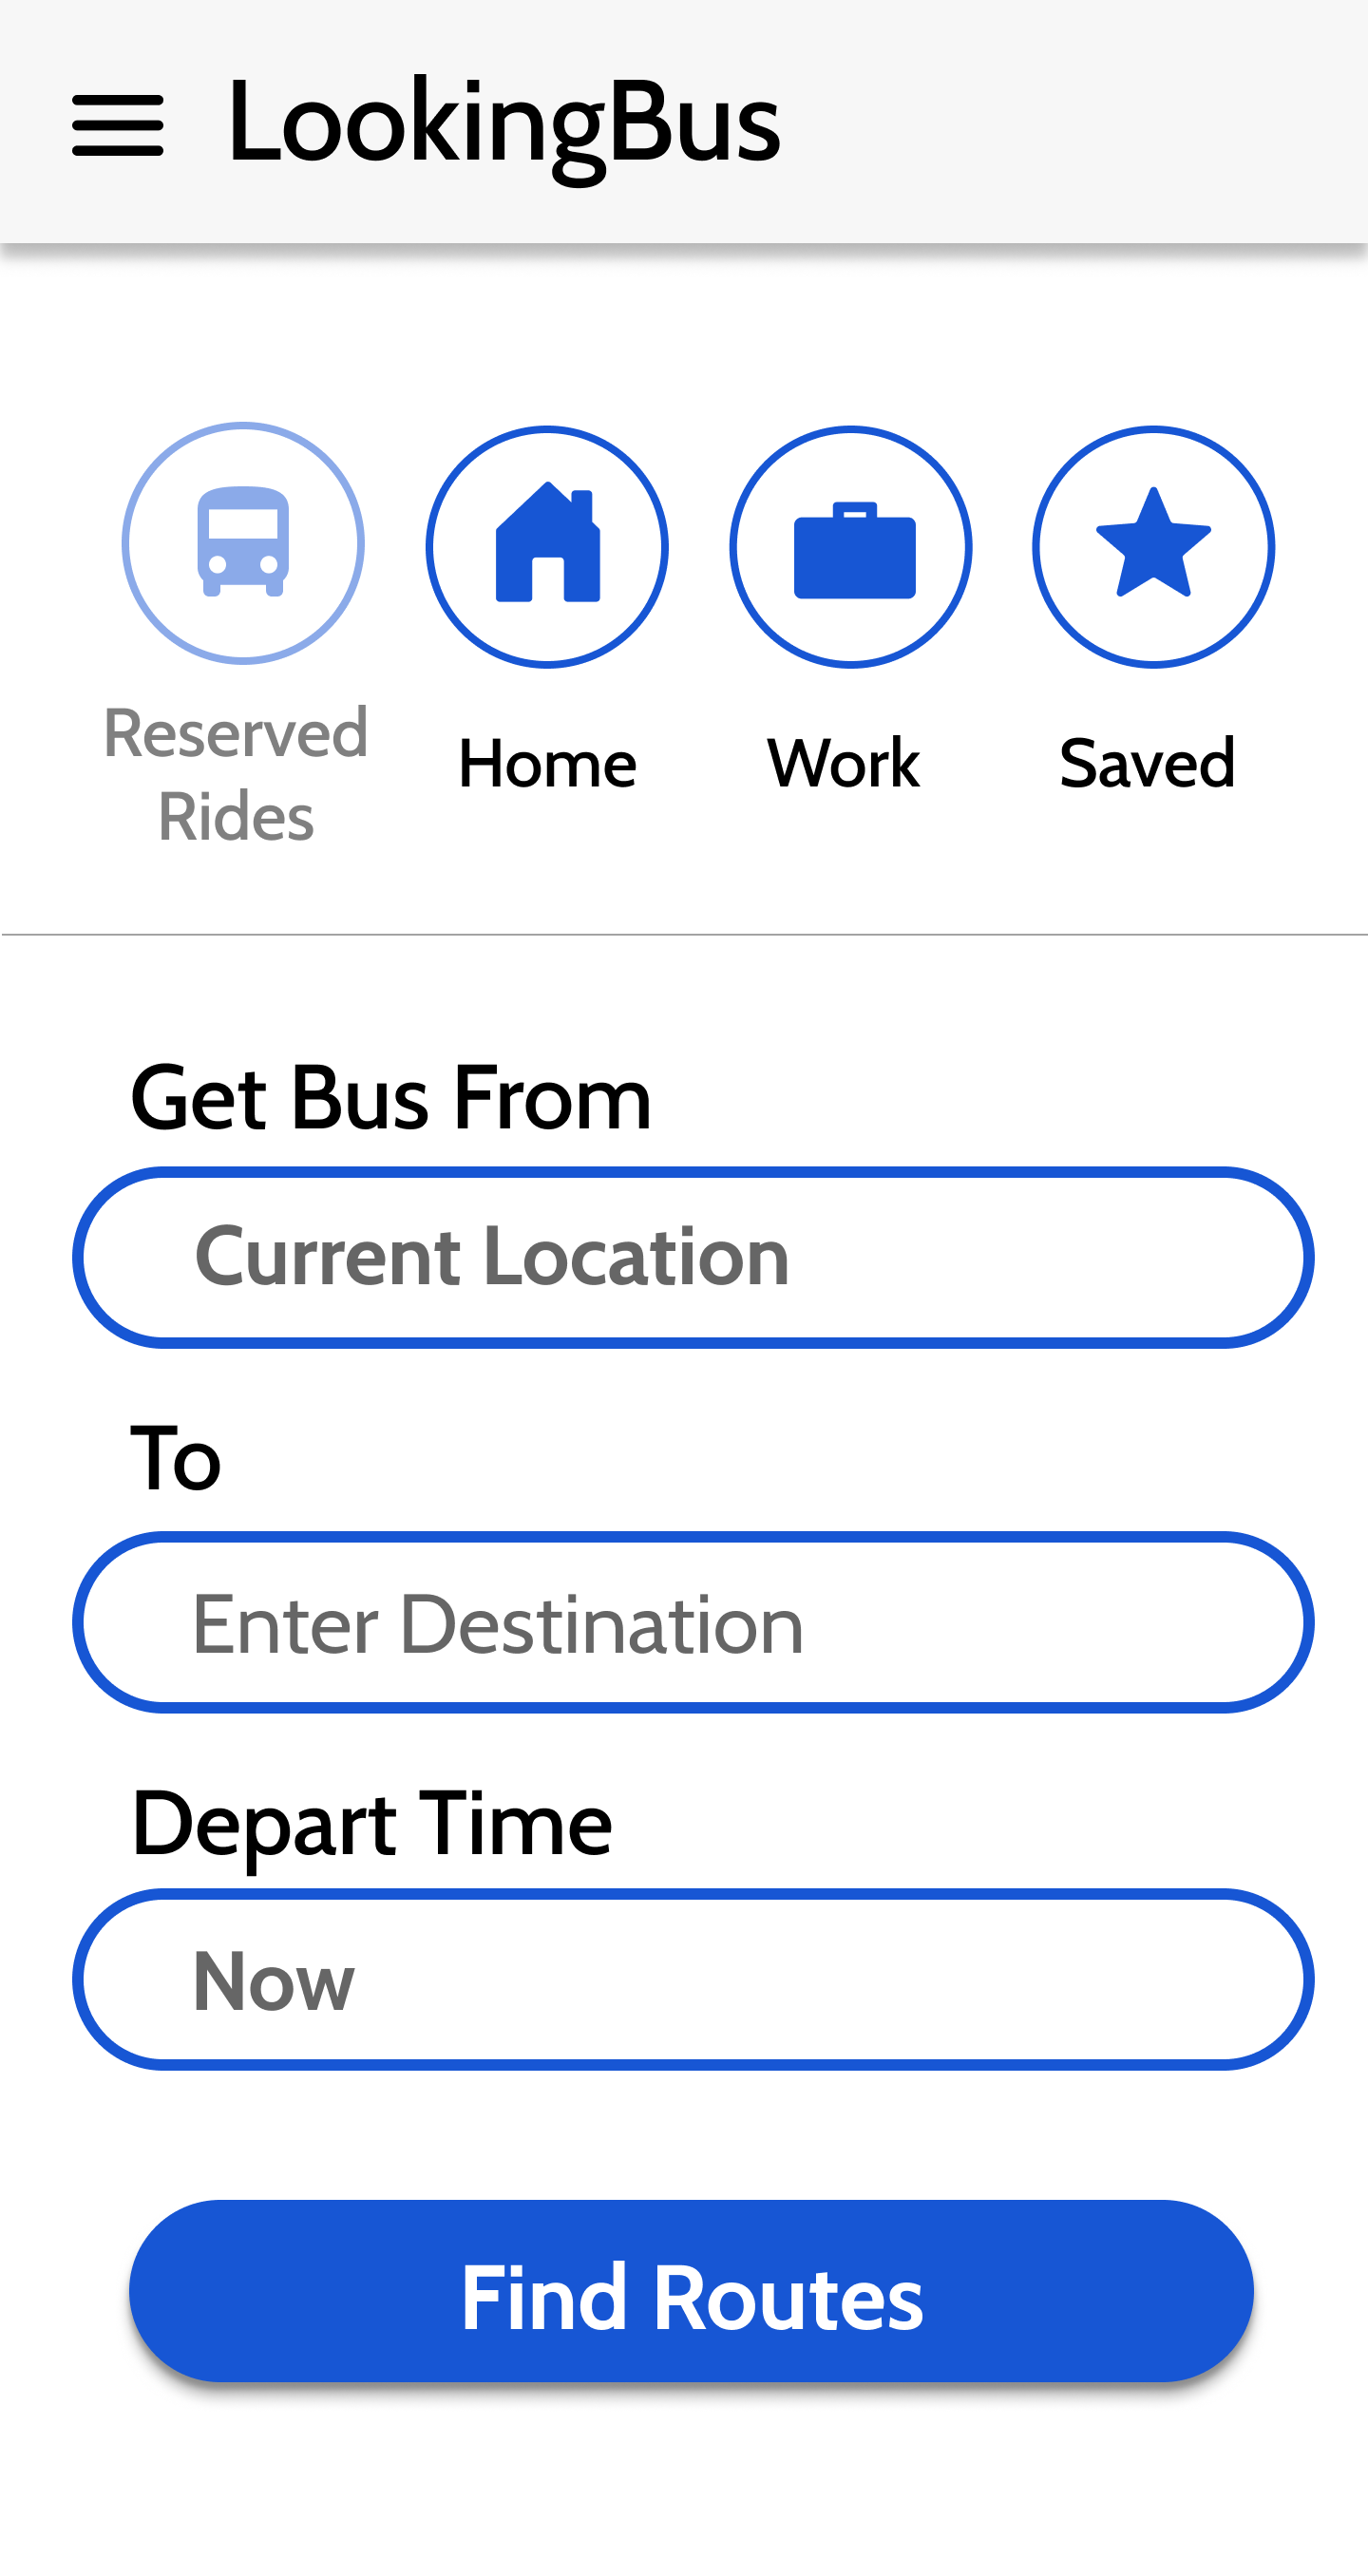 LookingBus
Reserved
Rides
Home
Work
Saved
Get Bus From
Current Location
To
Enter Destination
Depart Time
Now
Find Routes